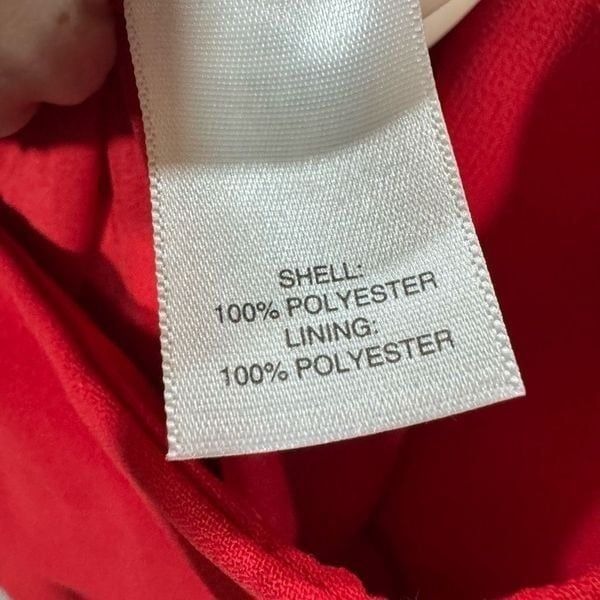 SHELL:
100% POLYESTER
LINING:
100% POLYESTER